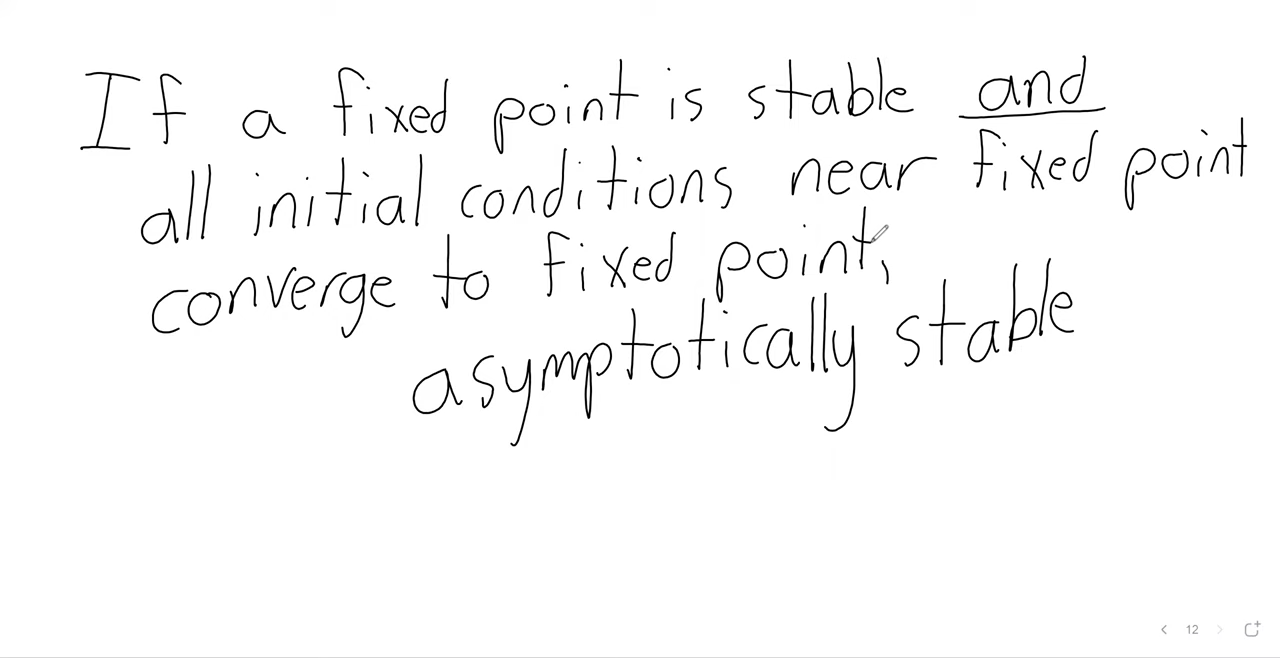 If a fixed point is stable and
all initial conditions near fixed point
converge to fixed point,
asymptotically stable
12